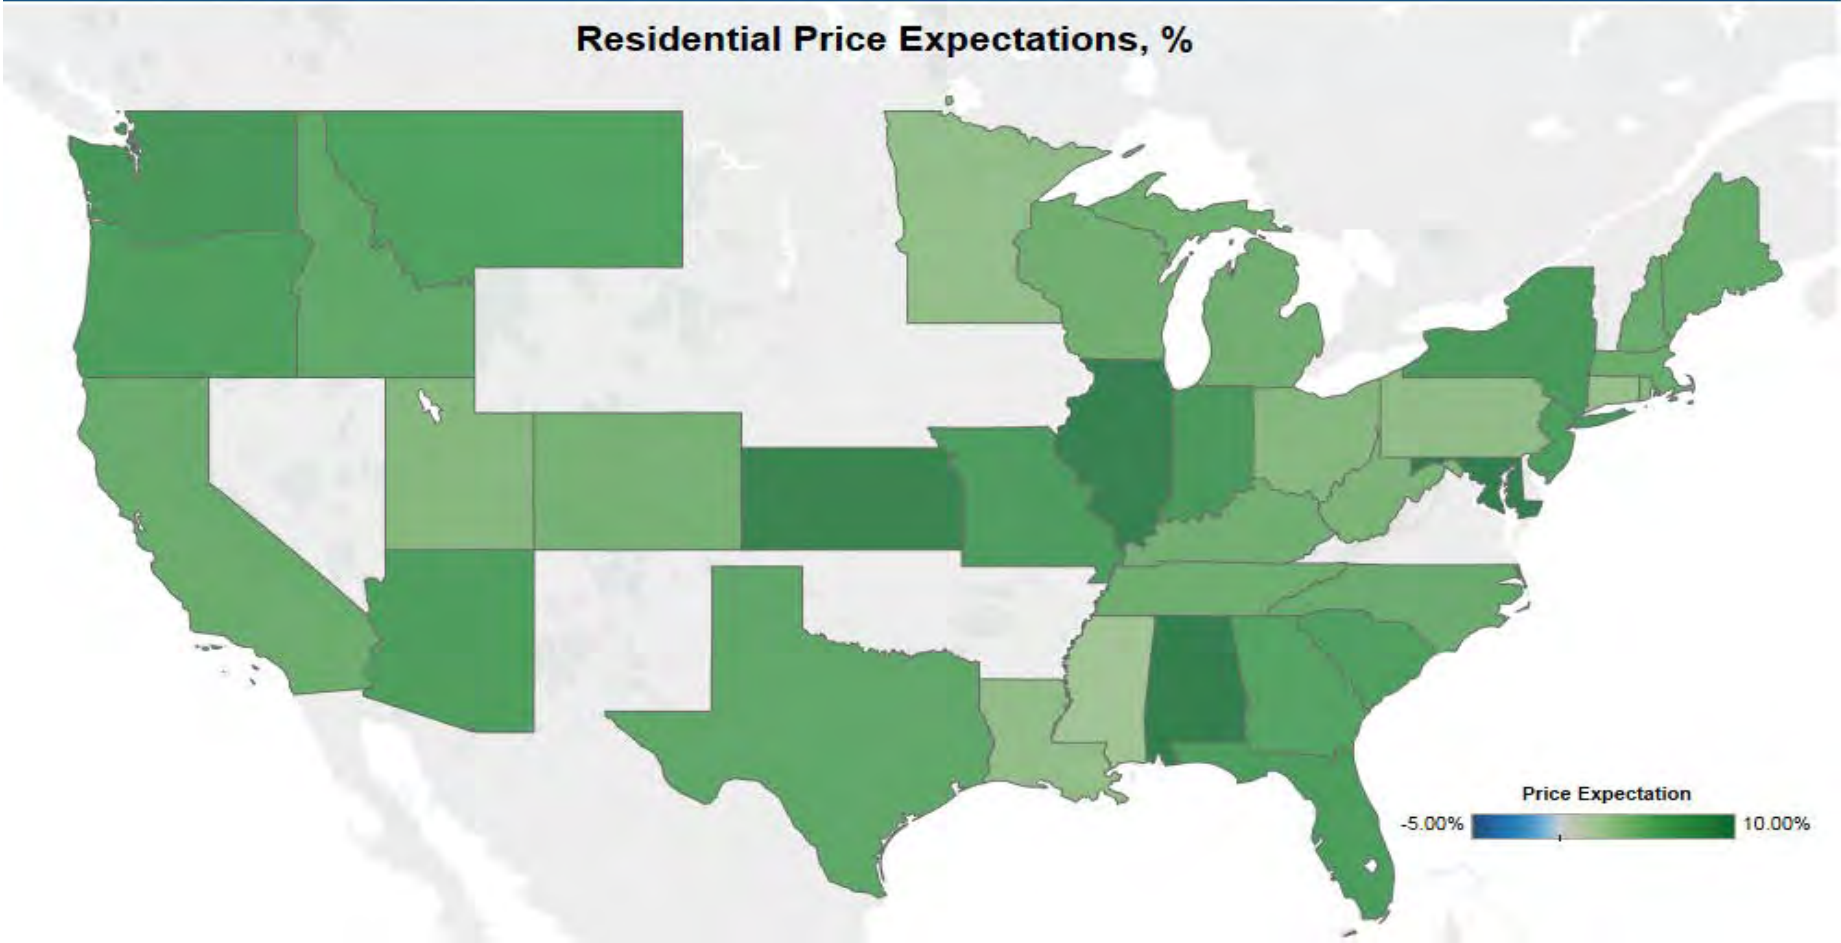 Residential Price Expectations, %
Price Expectation
-5.00% 10.00%